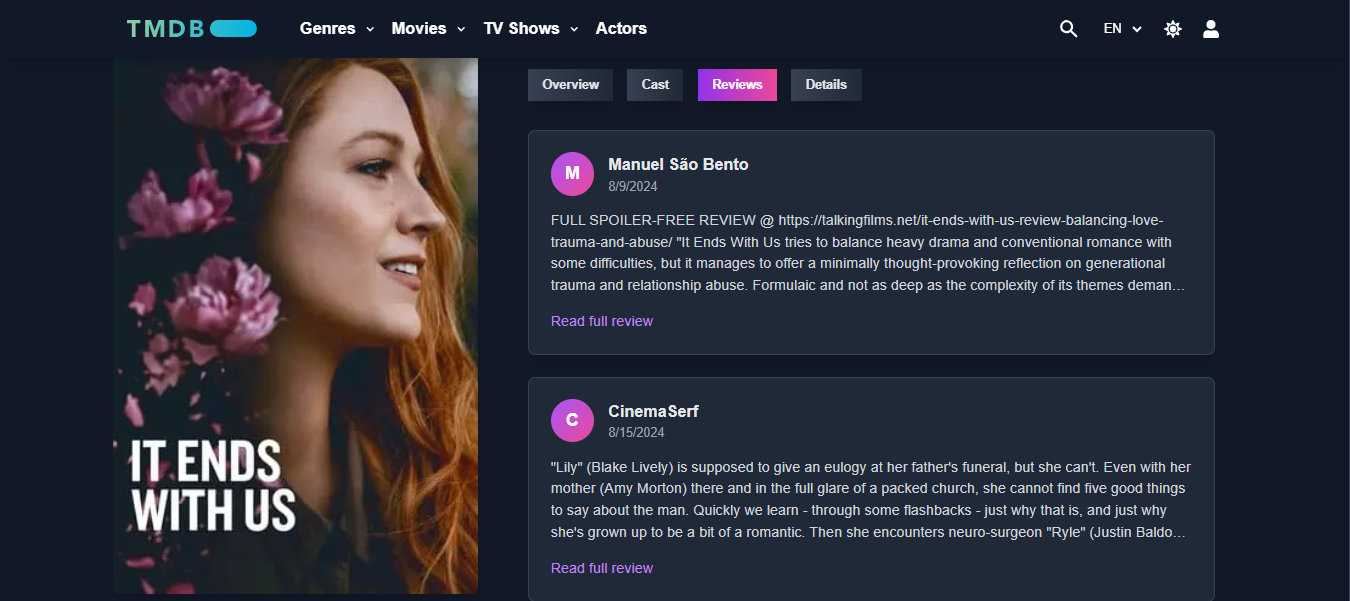 TMDB
Genres Movies TV Shows Actors
EN
Overview Cast Reviews Details
M
Manuel São Bento
8/9/2024
FULL SPOILER-FREE REVIEW @ https://talkingfilms.net/it-ends-with-us-review-balancing-love-
trauma-and-abuse/ "It Ends With Us tries to balance heavy drama and conventional romance with
some difficulties, but it manages to offer a minimally thought-provoking reflection on generational
trauma and relationship abuse. Formulaic and not as deep as the complexity of its themes deman…
Read full review
C
CinemaSerf
8/15/2024
"Lily" (Blake Lively) is supposed to give an eulogy at her father's funeral, but she can't. Even with her
mother (Amy Morton) there and in the full glare of a packed church, she cannot find five good things
to say about the man. Quickly we learn - through some flashbacks - just why that is, and just why
she's grown up to be a bit of a romantic. Then she encounters neuro-surgeon "Ryle" (Justin Baldo…
Read full review
IT ENDS
WITH US